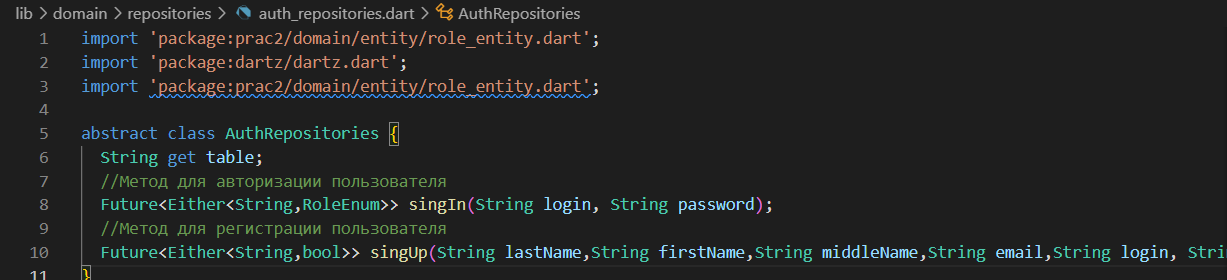 lib > domain > repositories > auth_repositories.dart > AuthRepositories
1 import 'package:prac2/domain/entity/role_entity.dart';
2 import 'package:dartz/dartz.dart';
3 import 'package:prac2/domain/entity/role_entity.dart';
4
5 abstract class AuthRepositories {
6 String get table;
7 //Метод для авторизации пользователя
8 Future<Either<String,RoleEnum>> singIn(String login, String password);
9 //Метод для регистрации пользователя
10 Future<Either<String,bool>> singUp(String lastName,String firstName,String middleName,String email,String login, Stri
11 }